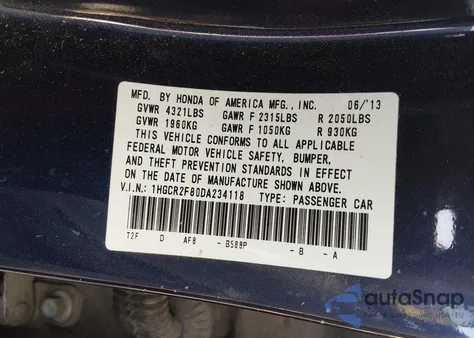 MFD. BY HONDA OF AMERICA MFG., INC. 06/'13
GVWR 4321LBS GAWR F 2315LBS R 2050LBS
GVWR 1960KG GAWR F 1050KG R 930KG
THIS VEHICLE CONFORMS TO ALL APPLICABLE
FEDERAL MOTOR VEHICLE SAFETY, BUMPER,
AND THEFT PREVENTION STANDARDS IN EFFECT
ON THE DATE OF MANUFACTURE SHOWN ABOVE.
V.I.N.: 1HGCR2F80DA234118 TYPE: PASSENGER CAR
T2F D AF8 - B588P - B - A
autoSnap